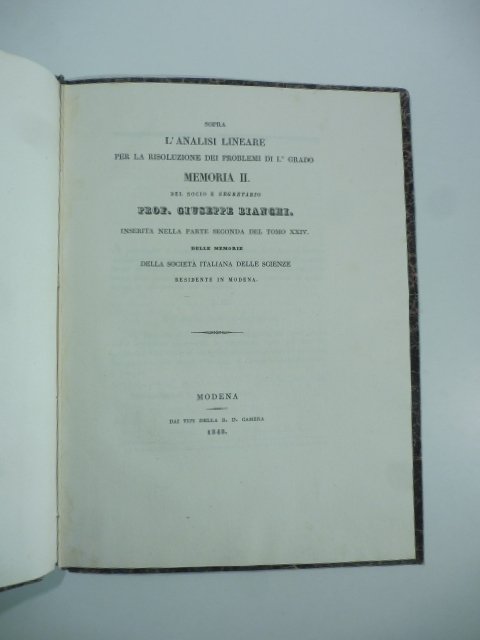 SOPRA
L'ANALISI LINEARE
PER LA RISOLUZIONE DEI PROBLEMI DI I.° GRADO
MEMORIA II.
DEL SOCIO E SEGRETARIO
PROF. GIUSEPPE BIANCHI.
INSERITA NELLA PARTE SECONDA DEL TOMO XXIV.
DELLE MEMORIE
DELLA SOCIETÀ ITALIANA DELLE SCIENZE
RESIDENTE IN MODENA.
MODENA
DAI TIPI DELLA R. D. CAMERA
1848.